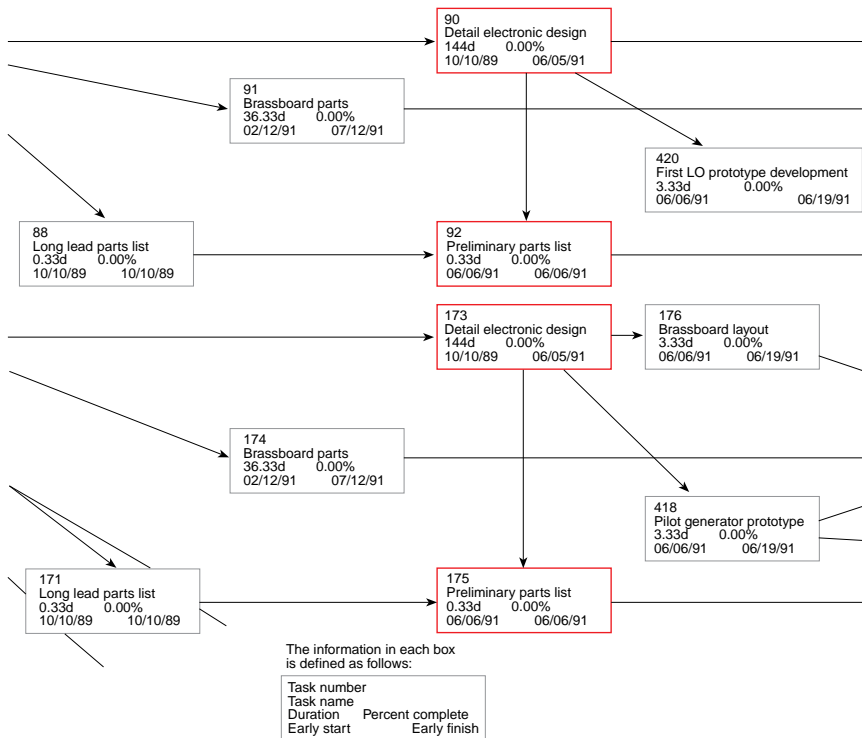 90
Detail electronic design
144d 0.00%
10/10/89 06/05/91
91
Brassboard parts
36.33d 0.00%
02/12/91 07/12/91
420
First LO prototype development
3.33d 0.00%
06/06/91 06/19/91
88
Long lead parts list
0.33d 0.00%
10/10/89 10/10/89
92
Preliminary parts list
0.33d 0.00%
06/06/91 06/06/91
173
Detail electronic design
144d 0.00%
10/10/89 06/05/91
176
Brassboard layout
3.33d 0.00%
06/06/91 06/19/91
174
Brassboard parts
36.33d 0.00%
02/12/91 07/12/91
418
Pilot generator prototype
3.33d 0.00%
06/06/91 06/19/91
171
Long lead parts list
0.33d 0.00%
10/10/89 10/10/89
175
Preliminary parts list
0.33d 0.00%
06/06/91 06/06/91
The information in each box
is defined as follows:
Task number
Task name
Duration Percent complete
Early start Early finish